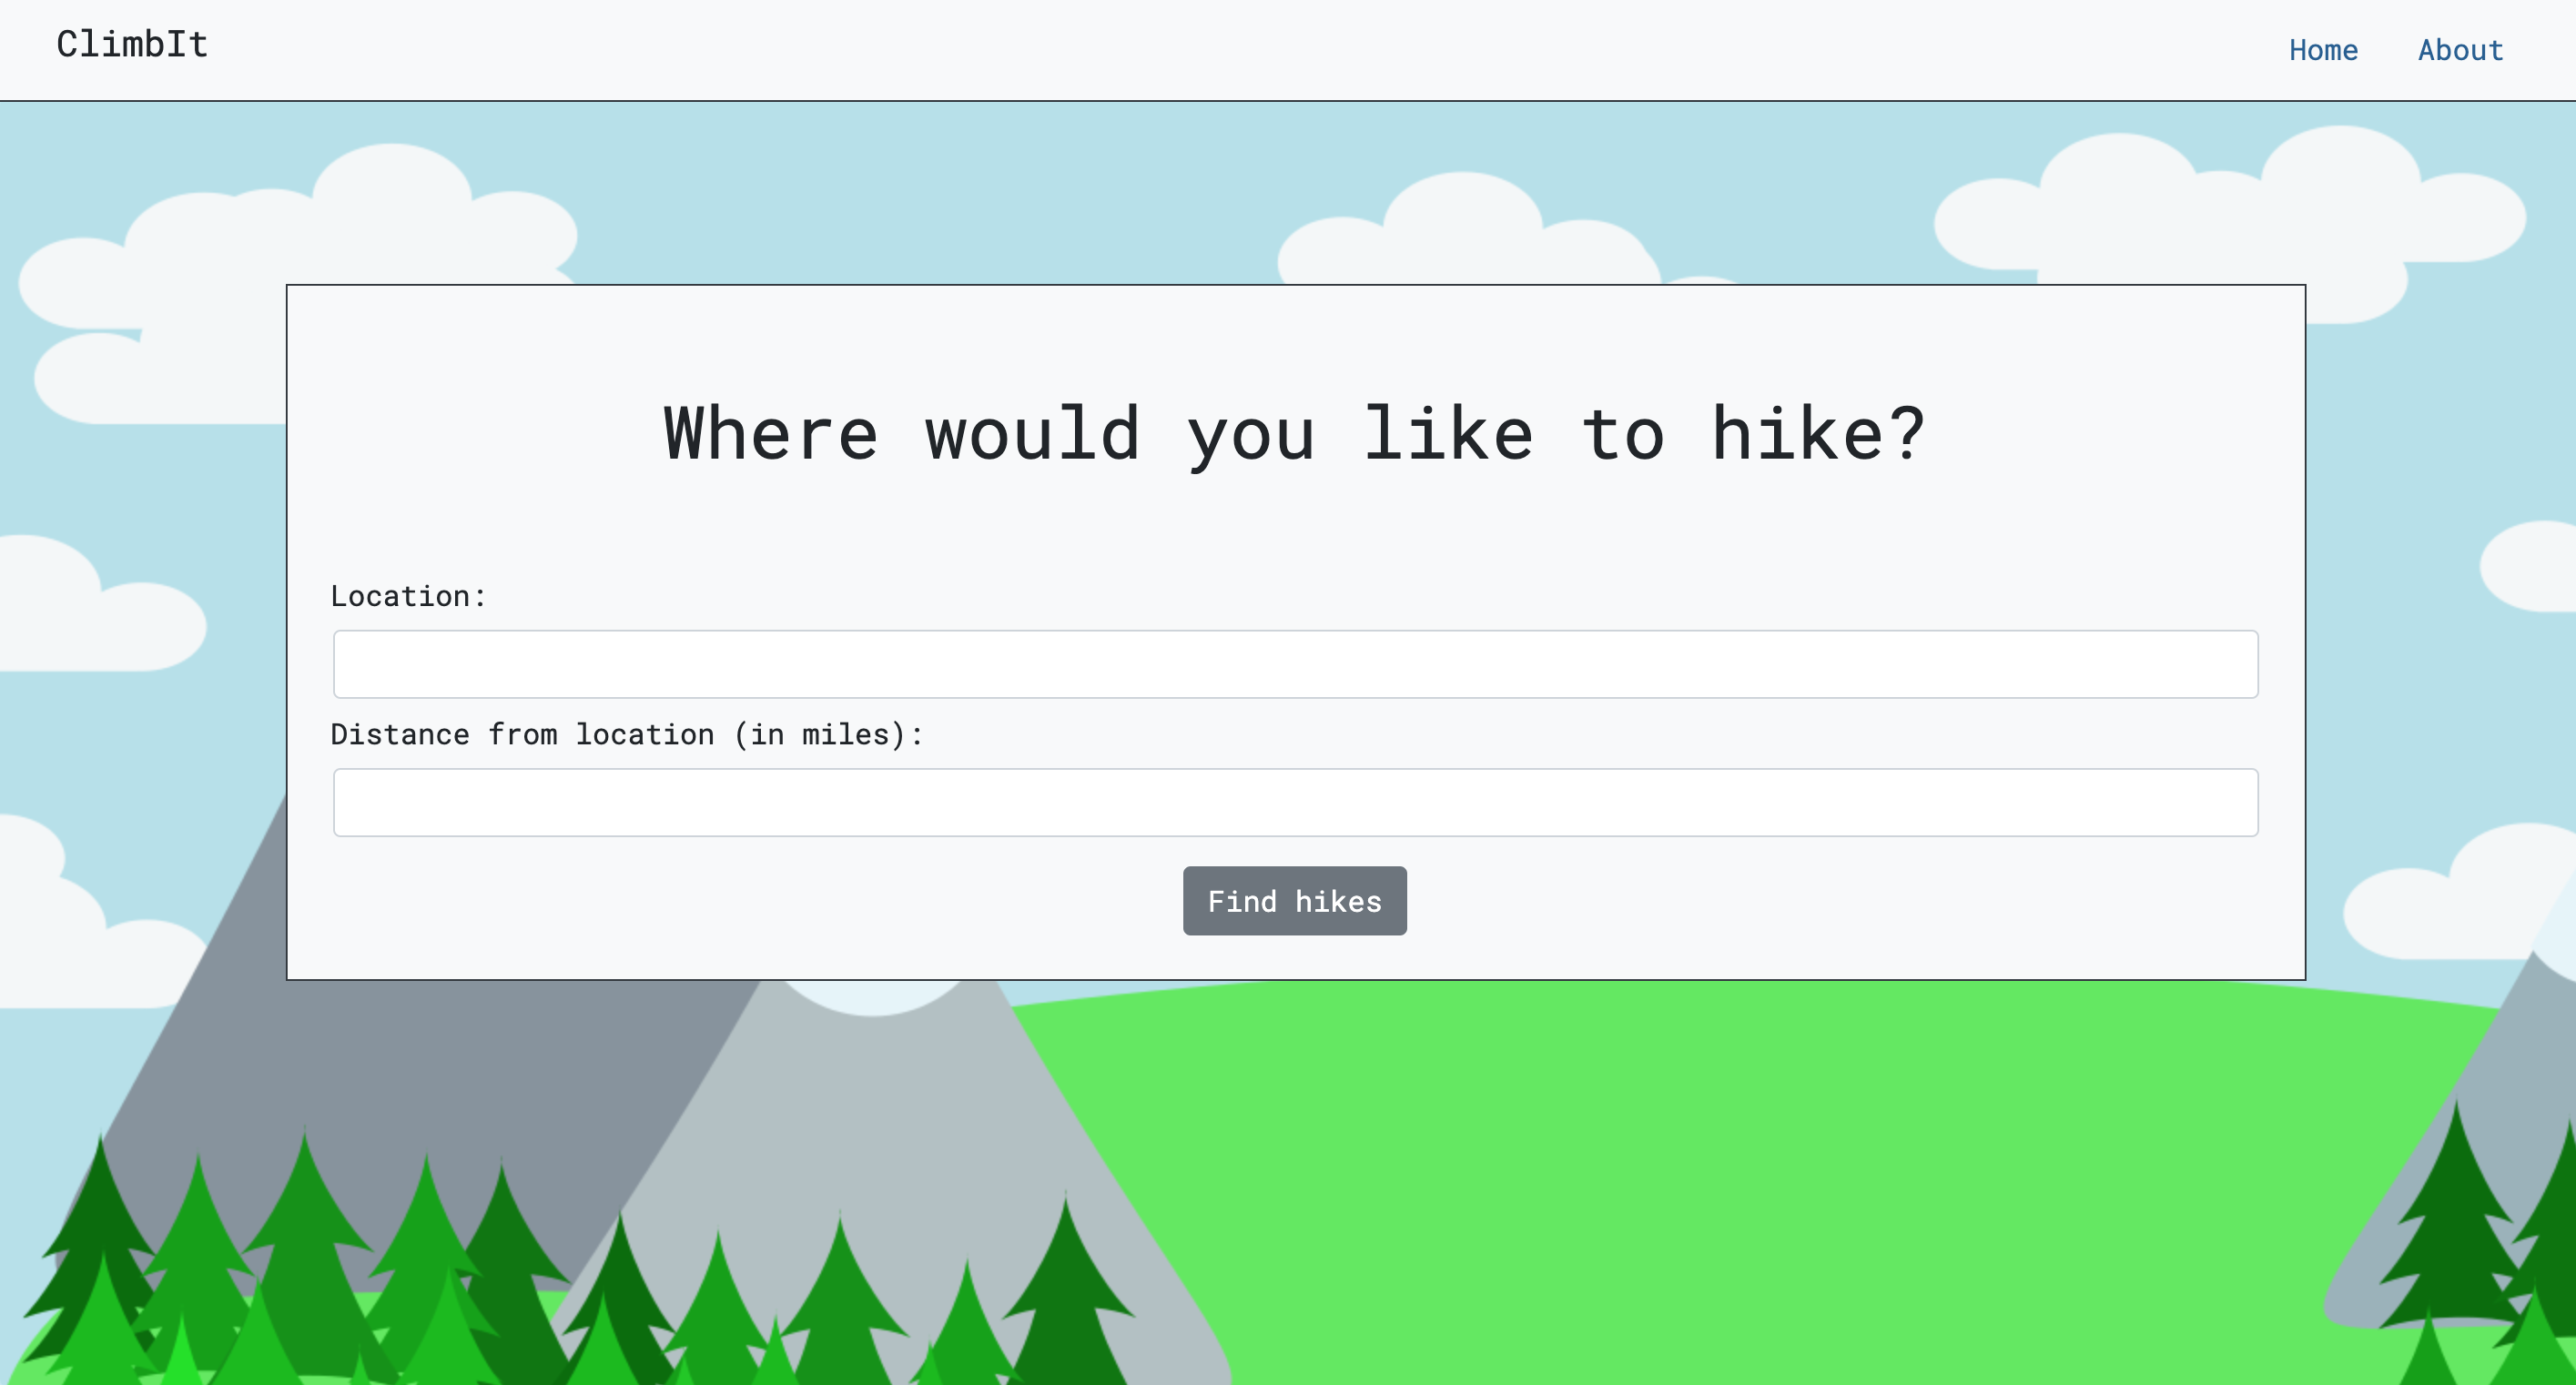 ClimbIt
Home About
Where would you like to hike?
Location:
Distance from location (in miles):
Find hikes